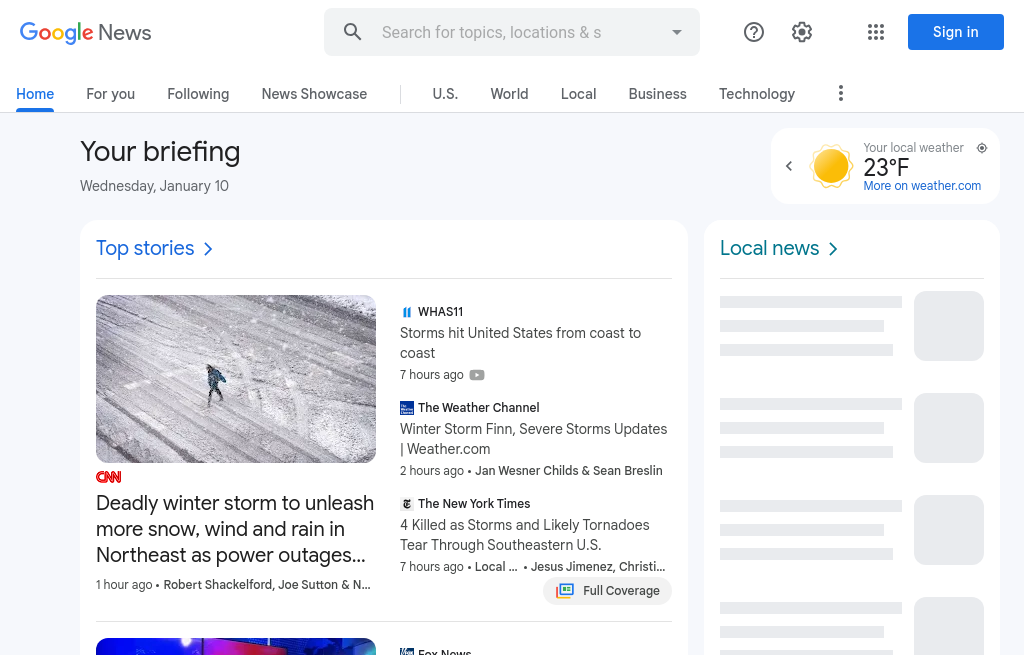 Google News
Search for topics, locations & s
Sign in
Home
For you
Following
News Showcase
U.S.
World
Local
Business
Technology
Your briefing
Wednesday, January 10
Your local weather
23°F
More on weather.com
Top stories
CNN
Deadly winter storm to unleash
more snow, wind and rain in
Northeast as power outages...
1 hour ago • Robert Shackelford, Joe Sutton & N...
WHAS11
Storms hit United States from coast to
coast
7 hours ago
The Weather Channel
Winter Storm Finn, Severe Storms Updates
| Weather.com
2 hours ago • Jan Wesner Childs & Sean Breslin
The New York Times
4 Killed as Storms and Likely Tornadoes
Tear Through Southeastern U.S.
7 hours ago • Local ... • Jesus Jimenez, Christi...
Full Coverage
Fox News
Local news